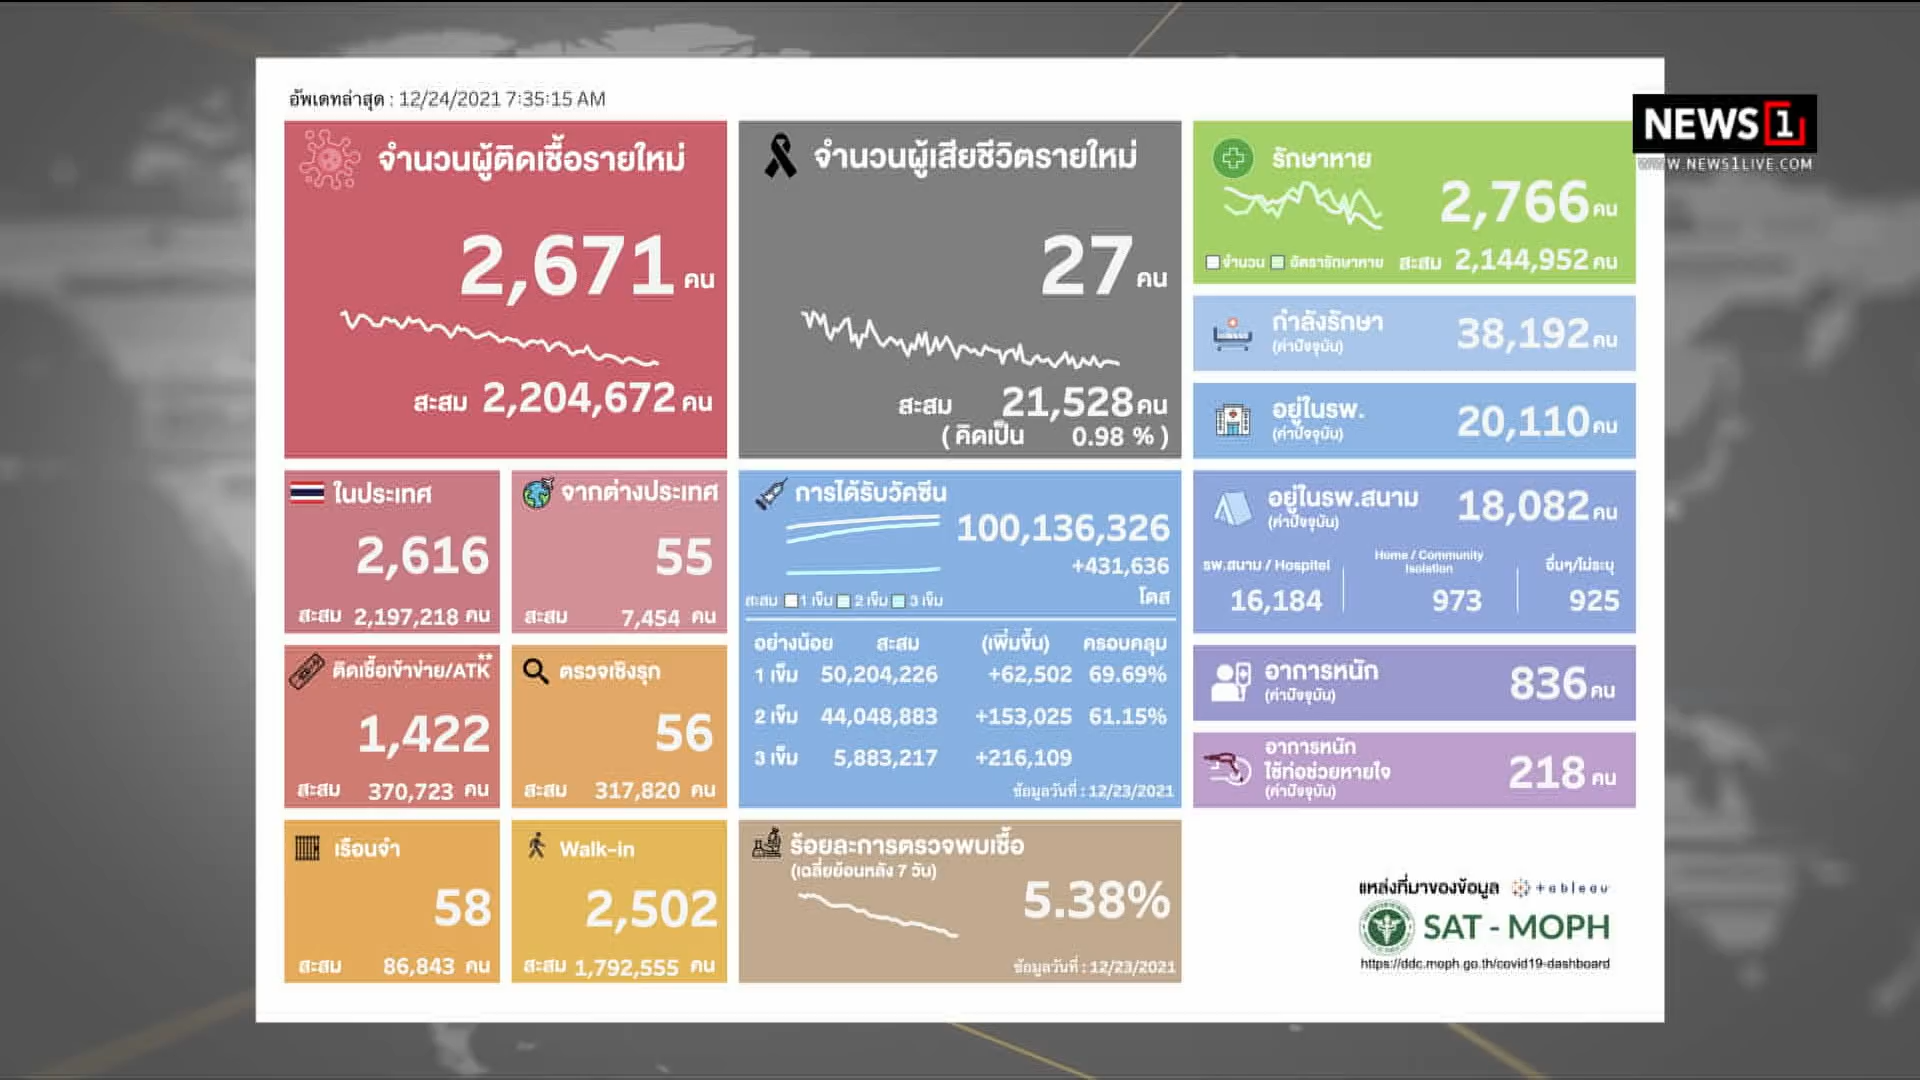 อัพเดทล่าสุด : 12/24/2021 7:35:15 AM
NEWS 1
WWW.NEWS1LIVE.COM
จำนวนผู้ติดเชื้อรายใหม่
2,671 คน
สะสม 2,204,672 คน
จำนวนผู้เสียชีวิตรายใหม่
27 คน
สะสม 21,528 คน
( คิดเป็น 0.98 % )
รักษาหาย
2,766 คน
จำนวน อัตรารักษาหาย สะสม 2,144,952 คน
กำลังรักษา
(ค่าปัจจุบัน)
38,192 คน
อยู่ในรพ.
(ค่าปัจจุบัน)
20,110 คน
ในประเทศ
2,616
สะสม 2,197,218 คน
จากต่างประเทศ
55
สะสม 7,454 คน
การได้รับวัคซีน
100,136,326
+431,636
สะสม 1 เข็ม 2 เข็ม 3 เข็ม โดส
อย่างน้อย สะสม (เพิ่มขึ้น) ครอบคลุม
1 เข็ม 50,204,226 +62,502 69.69%
2 เข็ม 44,048,883 +153,025 61.15%
3 เข็ม 5,883,217 +216,109
ข้อมูลวันที่ : 12/23/2021
อยู่ในรพ.สนาม
(ค่าปัจจุบัน)
18,082 คน
รพ.สนาม / Hospitel
16,184
Home / Community
Isolation
973
อื่นๆ/ไม่ระบุ
925
ติดเชื้อเข้าข่าย/ATK**
1,422
สะสม 370,723 คน
ตรวจเชิงรุก
56
สะสม 317,820 คน
อาการหนัก
(ค่าปัจจุบัน)
836 คน
อาการหนัก
ใช้ท่อช่วยหายใจ
(ค่าปัจจุบัน)
218 คน
เรือนจำ
58
สะสม 86,843 คน
Walk-in
2,502
สะสม 1,792,555 คน
ร้อยละการตรวจพบเชื้อ
(เฉลี่ยย้อนหลัง 7 วัน)
5.38%
ข้อมูลวันที่ : 12/23/2021
แหล่งที่มาของข้อมูล +ableau
SAT - MOPH
https://ddc.moph.go.th/covid19-dashboard